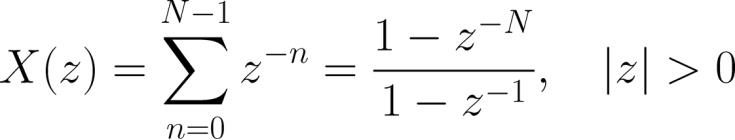 X(z) = \sum_{n=0}^{N-1} z^{-n} = \frac{1 - z^{-N}}{1 - z^{-1}}, \quad |z| > 0